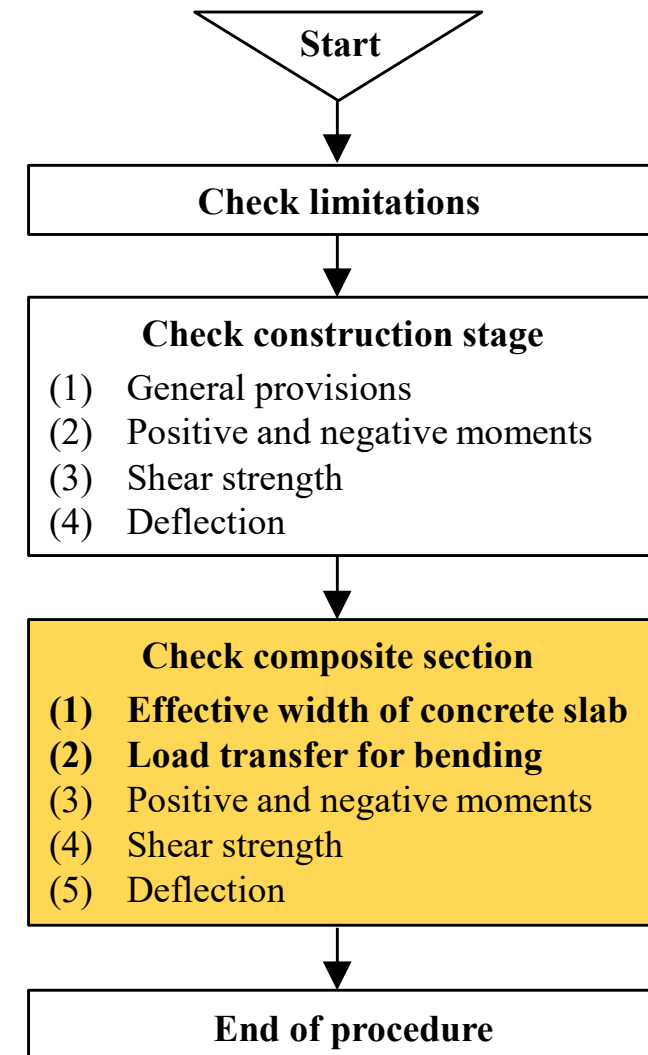 Start
Check limitations
Check construction stage
(1) General provisions
(2) Positive and negative moments
(3) Shear strength
(4) Deflection
Check composite section
(1) Effective width of concrete slab
(2) Load transfer for bending
(3) Positive and negative moments
(4) Shear strength
(5) Deflection
End of procedure